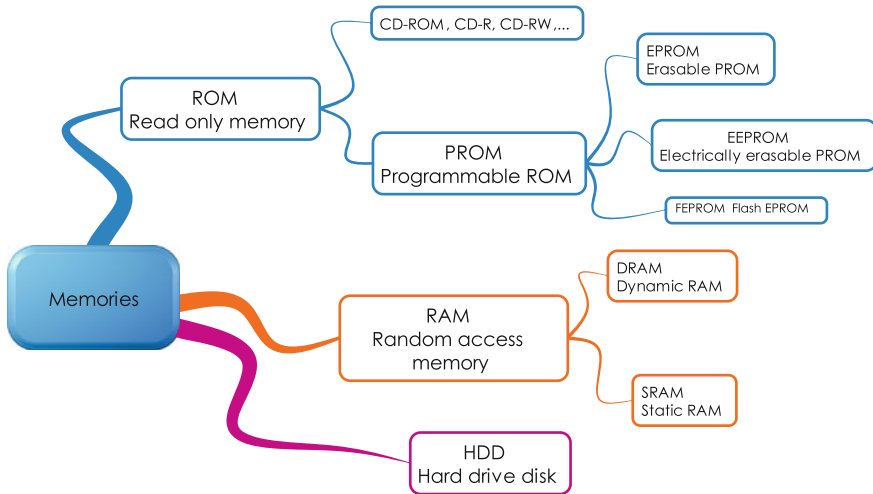 CD-ROM, CD-R, CD-RW,...
ROM
Read only memory
EPROM
Erasable PROM
PROM
Programmable ROM
EEPROM
Electrically erasable PROM
FEPROM Flash EPROM
Memories
RAM
Random access
memory
DRAM
Dynamic RAM
SRAM
Static RAM
HDD
Hard drive disk